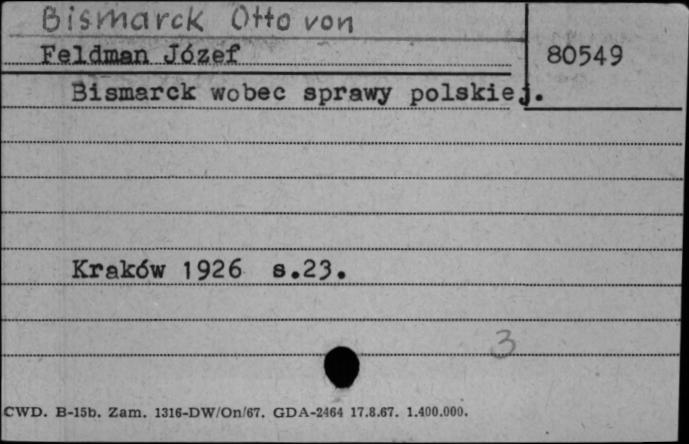 Bismarck Otto von
Feldman Józef
80549
Bismarck wobec sprawy polskiej.
Kraków 1926 s.23.
3
CWD. B-15b. Zam. 1316-DW/On/67. GDA-2464 17.8.67. 1.400.000.